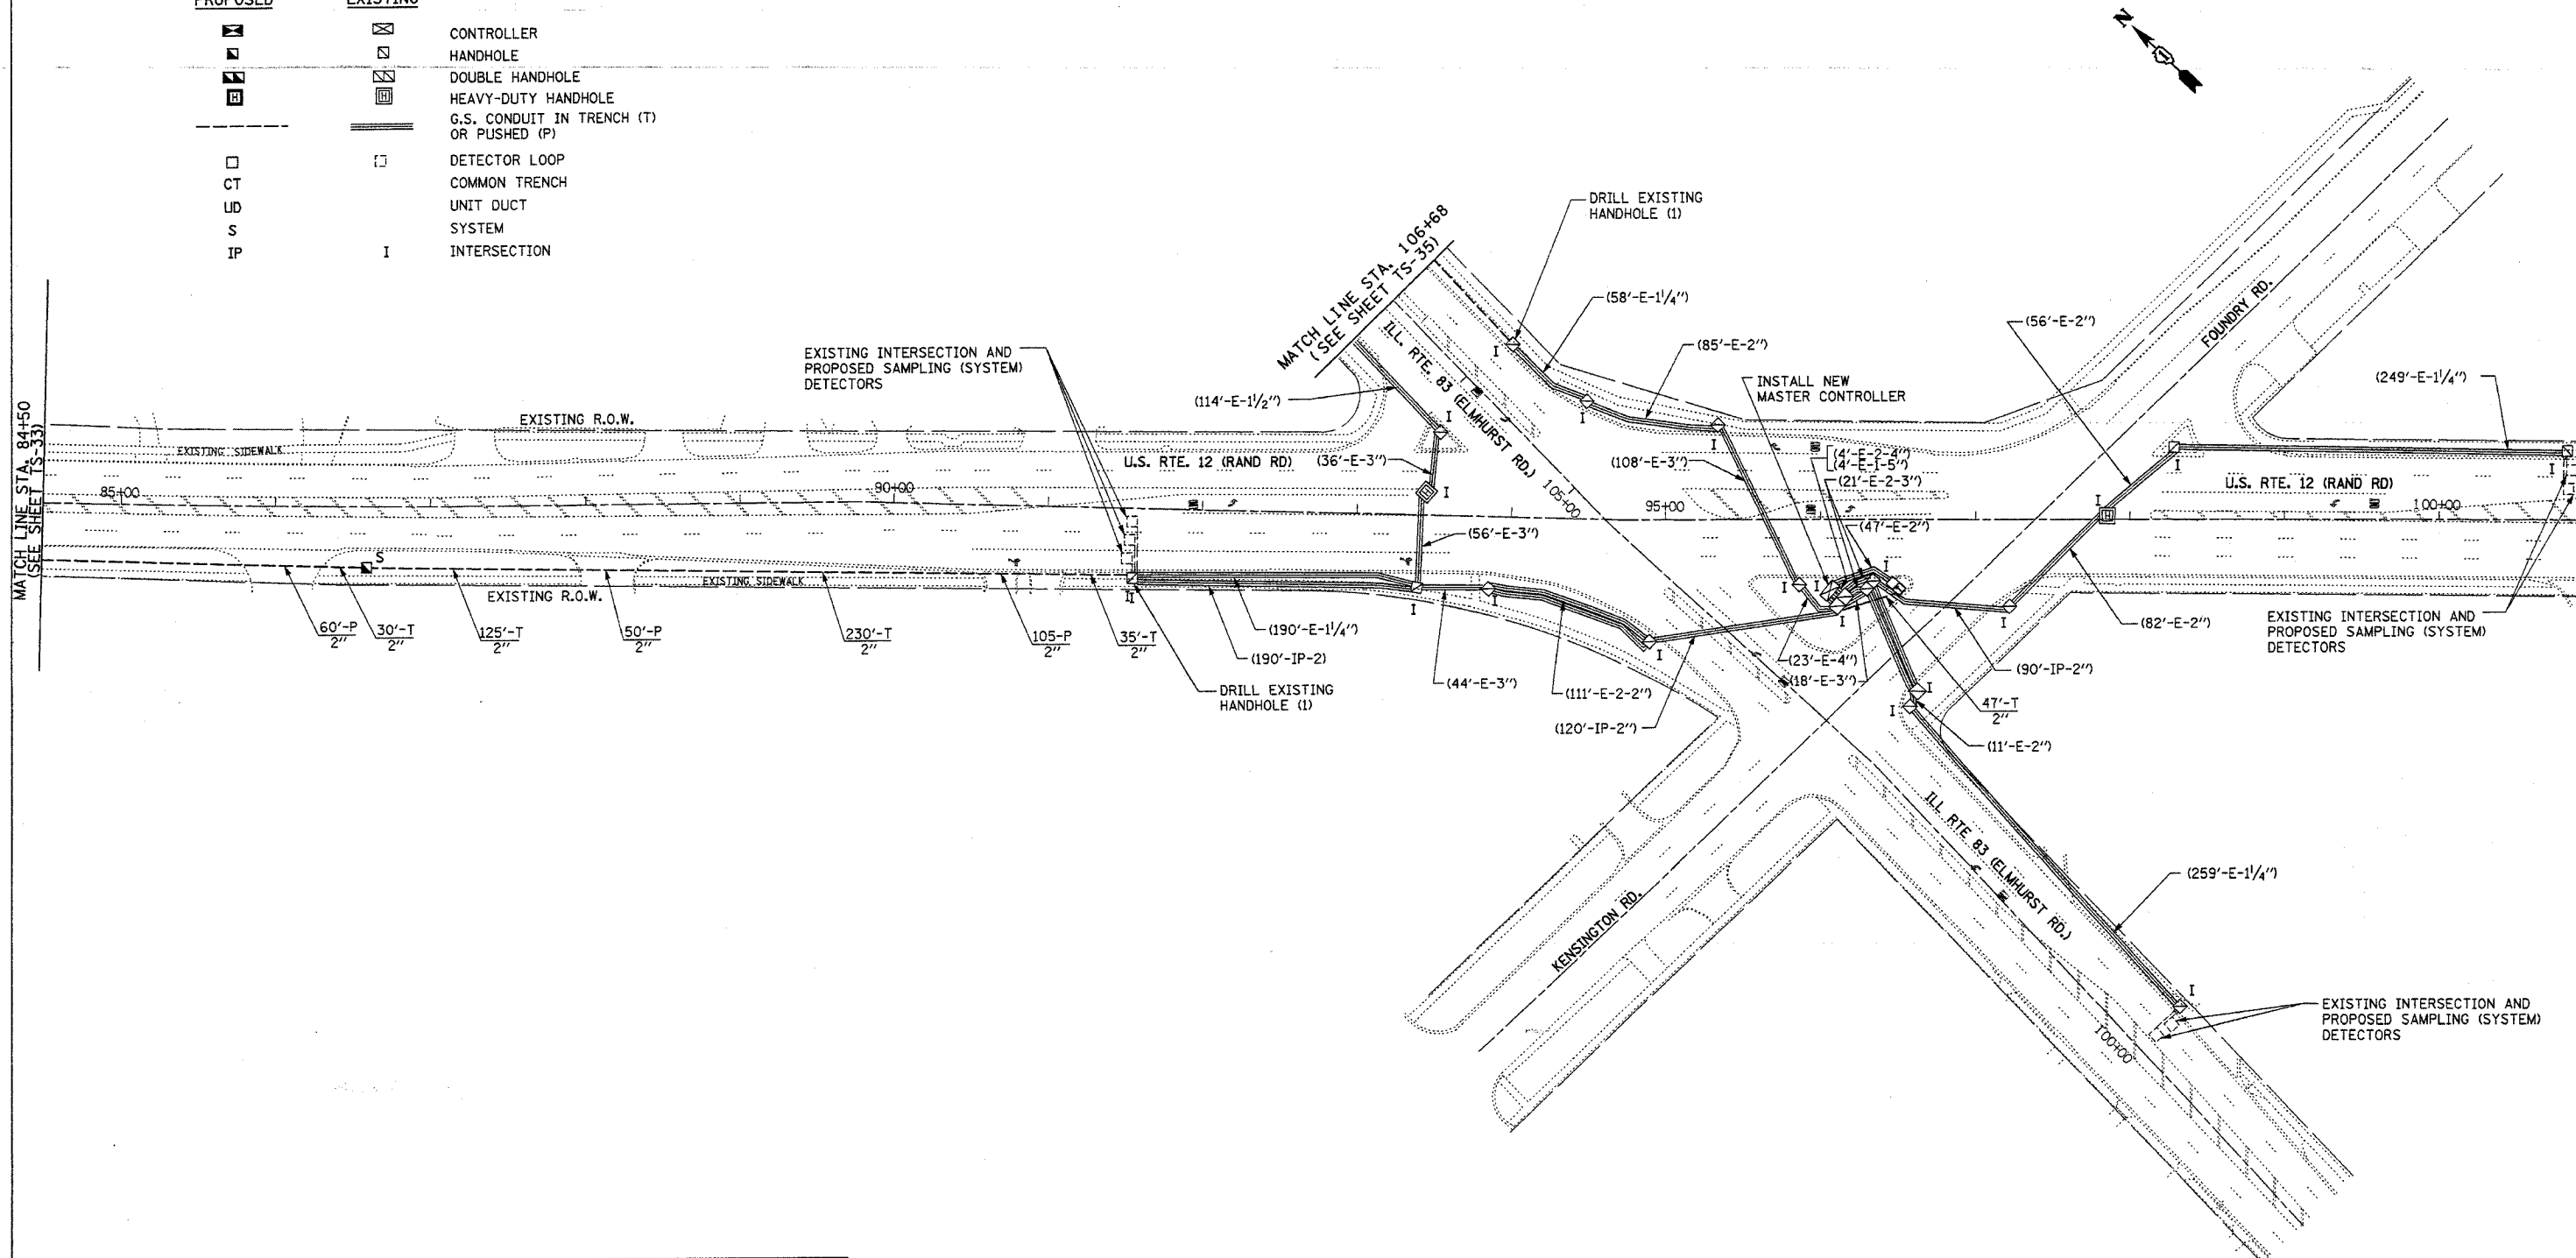 PROPOSED EXISTING
CONTROLLER
HANDHOLE
DOUBLE HANDHOLE
H H HEAVY-DUTY HANDHOLE
G.S. CONDUIT IN TRENCH (T)
OR PUSHED (P)
DETECTOR LOOP
CT COMMON TRENCH
UD UNIT DUCT
S SYSTEM
IP I INTERSECTION
N
MATCH LINE STA. 84+50
(SEE SHEET TS-33)
MATCH LINE STA. 106+68
(SEE SHEET TS-35)
DRILL EXISTING
HANDHOLE (1)
(58'-E-1 1/4")
(85'-E-2")
INSTALL NEW
MASTER CONTROLLER
(56'-E-2")
FOUNDRY RD.
(249'-E-1 1/4")
EXISTING INTERSECTION AND
PROPOSED SAMPLING (SYSTEM)
DETECTORS
(114'-E-1 1/2")
ILL. RTE. 83 (ELMHURST RD.)
105+00
EXISTING R.O.W.
EXISTING SIDEWALK
U.S. RTE. 12 (RAND RD)
(36'-E-3")
(108'-E-3")
(4'-E-2-4")
(4'-E-1-5")
(21'-E-2-3")
(47'-E-2")
U.S. RTE. 12 (RAND RD)
85+00
90+00
95+00
100+00
(56'-E-3")
S
EXISTING SIDEWALK
EXISTING R.O.W.
60'-P
2"
30'-T
2"
125'-T
2"
50'-P
2"
230'-T
2"
105-P
2"
35'-T
2"
(190'-E-1 1/4")
(190'-IP-2)
DRILL EXISTING
HANDHOLE (1)
(44'-E-3")
(111'-E-2-2")
(120'-IP-2")
(23'-E-4")
(18'-E-3")
(82'-E-2")
(90'-IP-2")
47'-T
2"
(11'-E-2")
EXISTING INTERSECTION AND
PROPOSED SAMPLING (SYSTEM)
DETECTORS
KENSINGTON RD.
ILL RTE 83 (ELMHURST RD.)
(259'-E-1 1/4")
100+00
EXISTING INTERSECTION AND
PROPOSED SAMPLING (SYSTEM)
DETECTORS